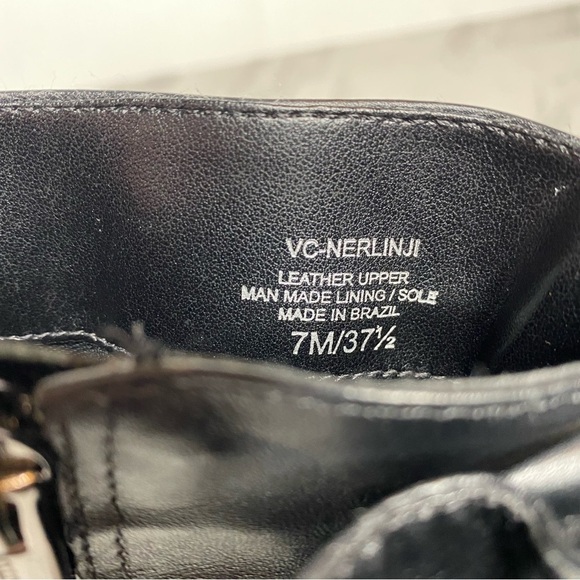 VC-NERLINJI
LEATHER UPPER
MAN MADE LINING / SOLE
MADE IN BRAZIL
7M/37½